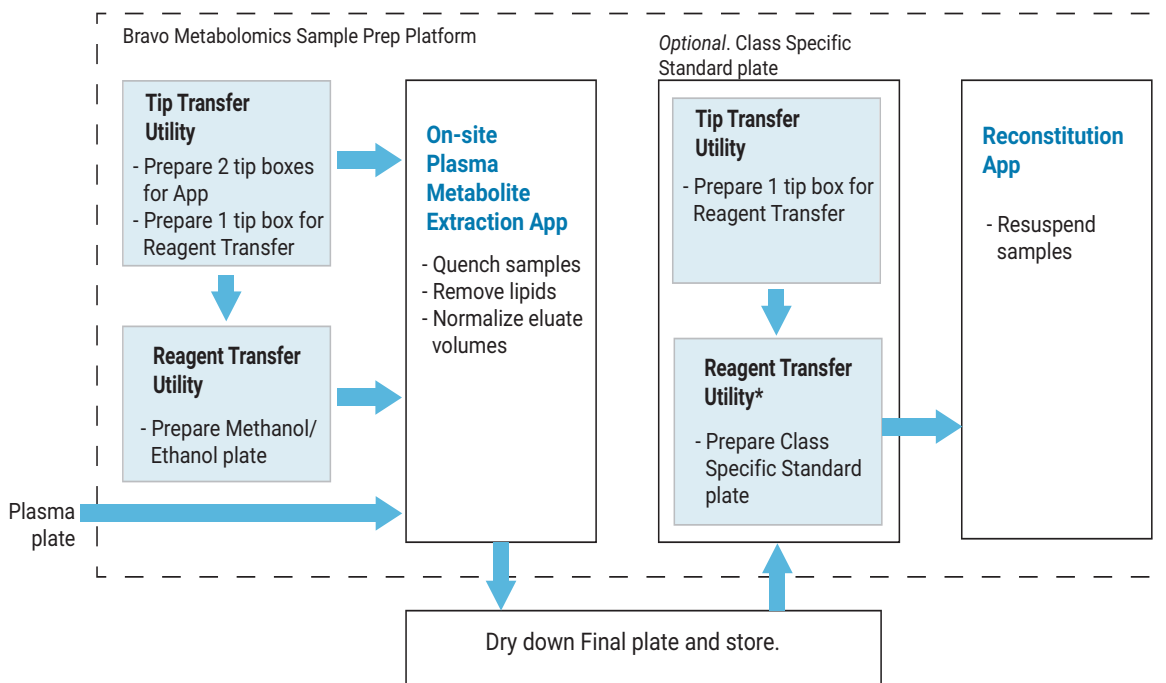 Bravo Metabolomics Sample Prep Platform
Tip Transfer
Utility
- Prepare 2 tip boxes
for App
- Prepare 1 tip box for
Reagent Transfer
Reagent Transfer
Utility
- Prepare Methanol/
Ethanol plate
Plasma
plate
On-site
Plasma
Metabolite
Extraction App
- Quench samples
- Remove lipids
- Normalize eluate
volumes
Optional. Class Specific
Standard plate
Tip Transfer
Utility
- Prepare 1 tip box for
Reagent Transfer
Reagent Transfer
Utility*
- Prepare Class
Specific Standard
plate
Reconstitution
App
- Resuspend
samples
Dry down Final plate and store.